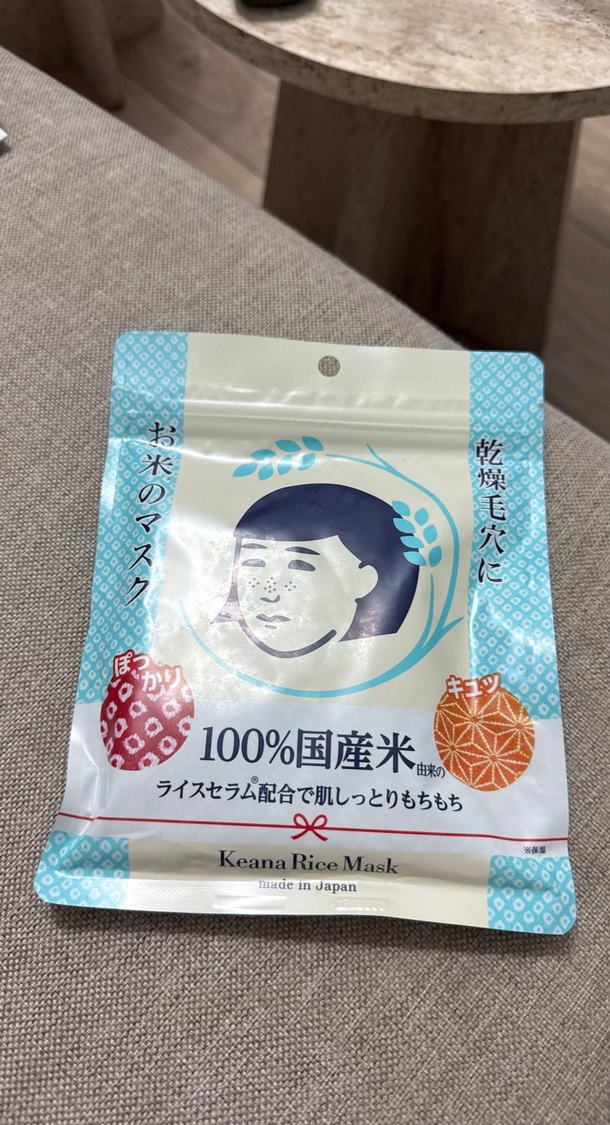 乾燥毛穴に
お米のマスク
ぽっかり
キュッ
100%国産米由来の
ライスセラム®配合で肌しっとりもちもち
※保湿
Keana Rice Mask
made in Japan